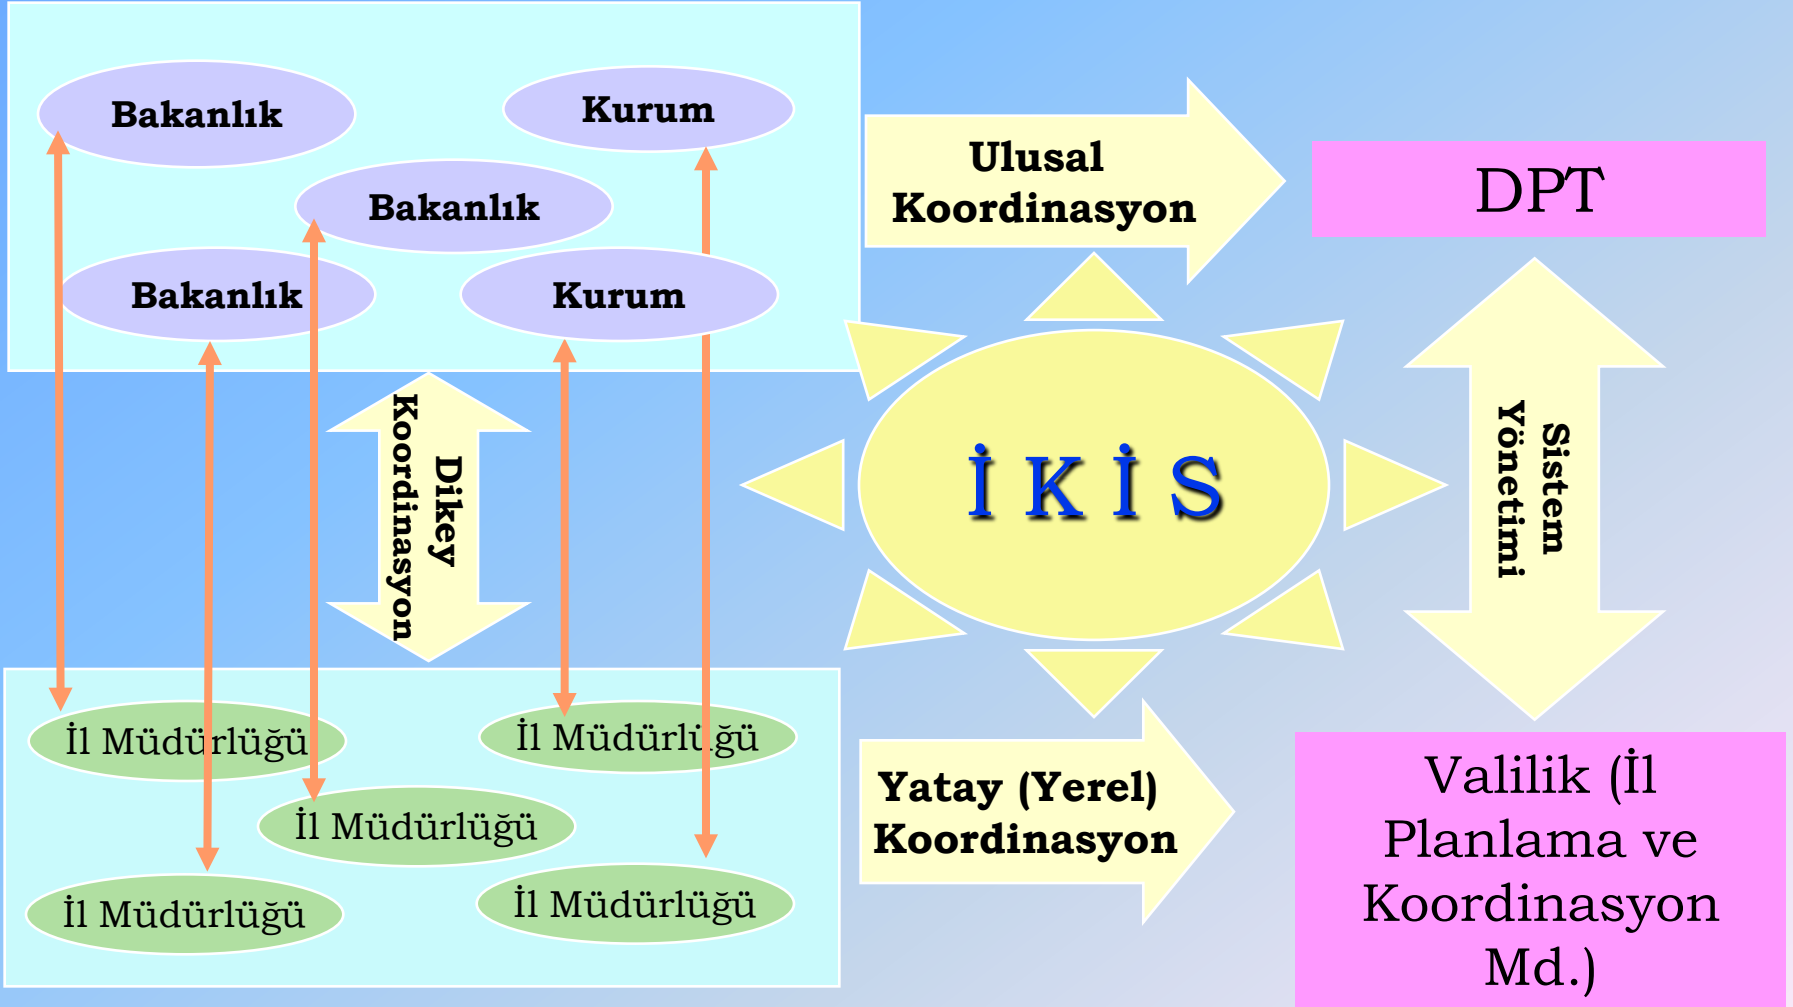 Bakanlık
Kurum
Bakanlık
Bakanlık
Kurum
Ulusal
Koordinasyon
DPT
Dikey
Koordinasyon
İ K İ S
Sistem
Yönetimi
İl Müdürlüğü
İl Müdürlüğü
İl Müdürlüğü
İl Müdürlüğü
İl Müdürlüğü
Yatay (Yerel)
Koordinasyon
Valilik (İl
Planlama ve
Koordinasyon
Md.)